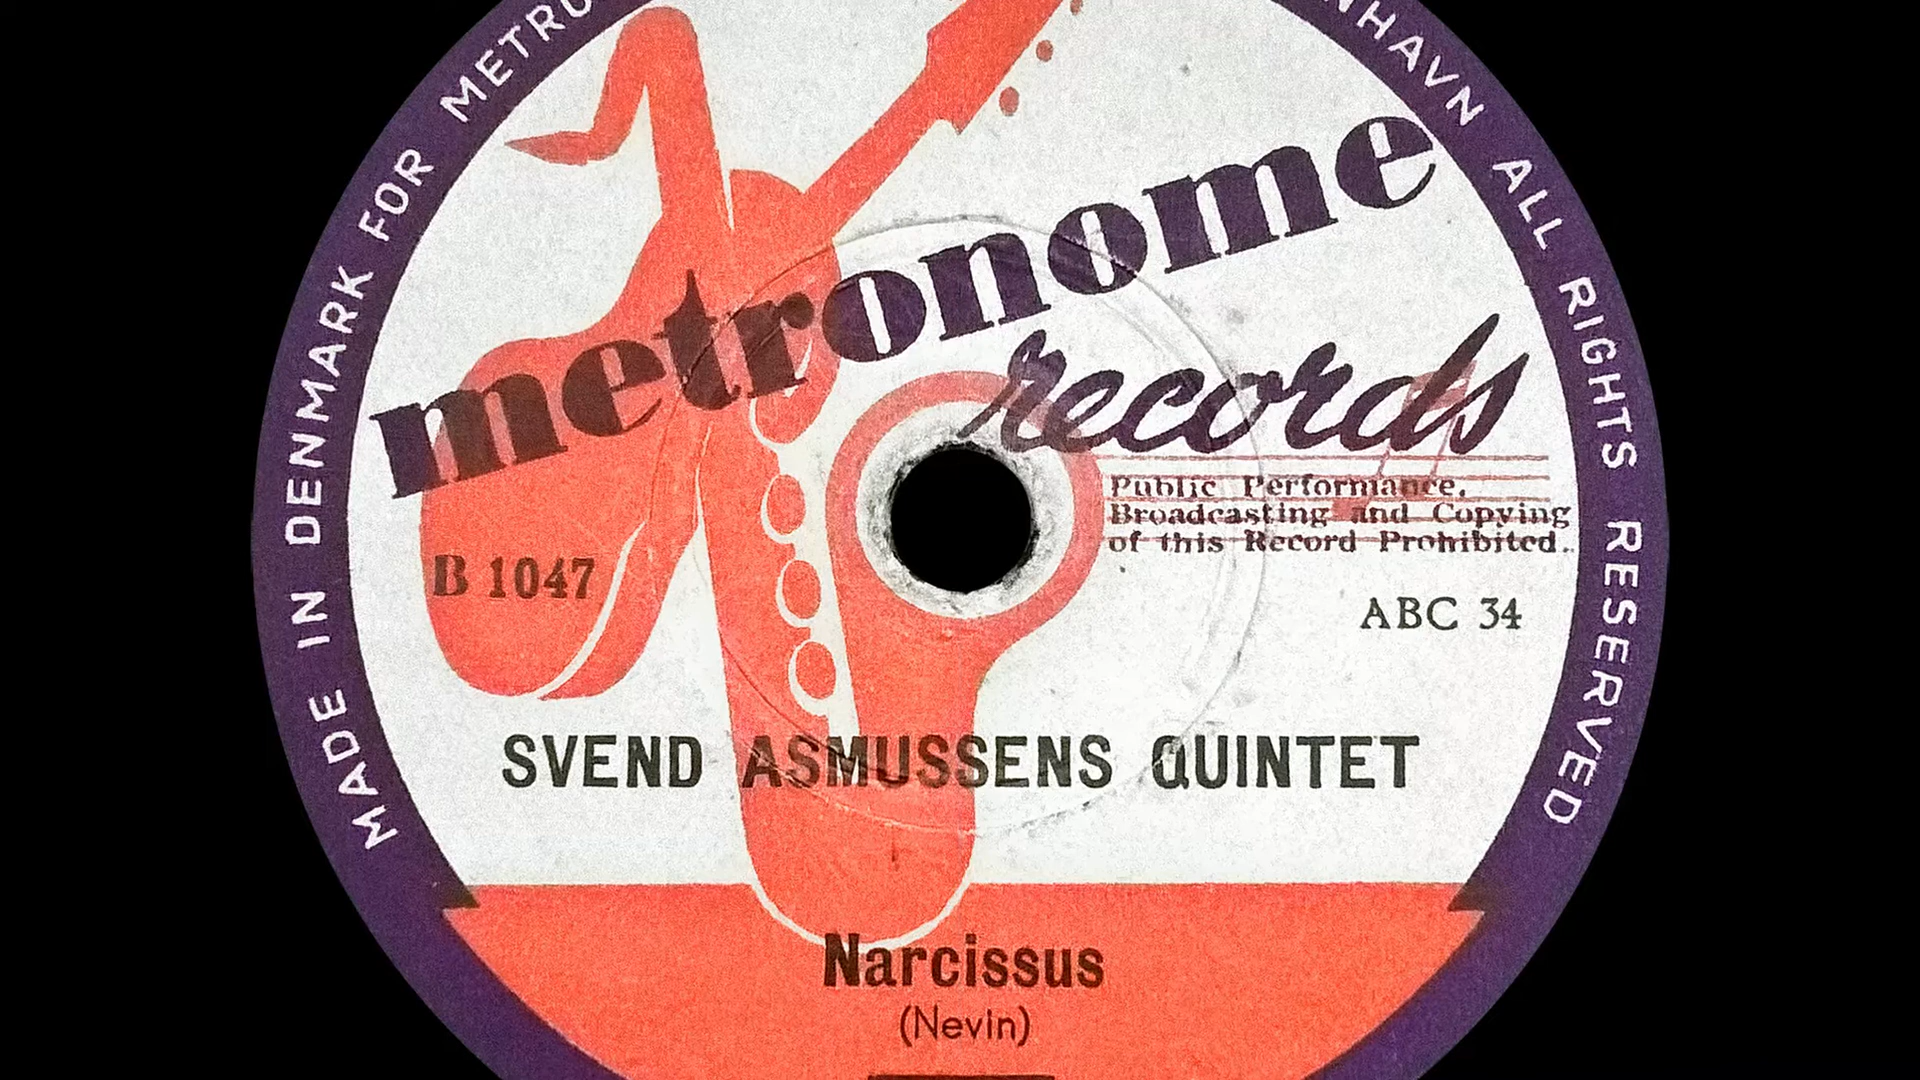 MADE IN DENMARK FOR METRO
NHAVN ALL RIGHTS RESERVED
metronome
records
Public Performance,
Broadcasting and Copying
of this Record Prohibited.
B 1047
ABC 34
SVEND ASMUSSENS QUINTET
Narcissus
(Nevin)